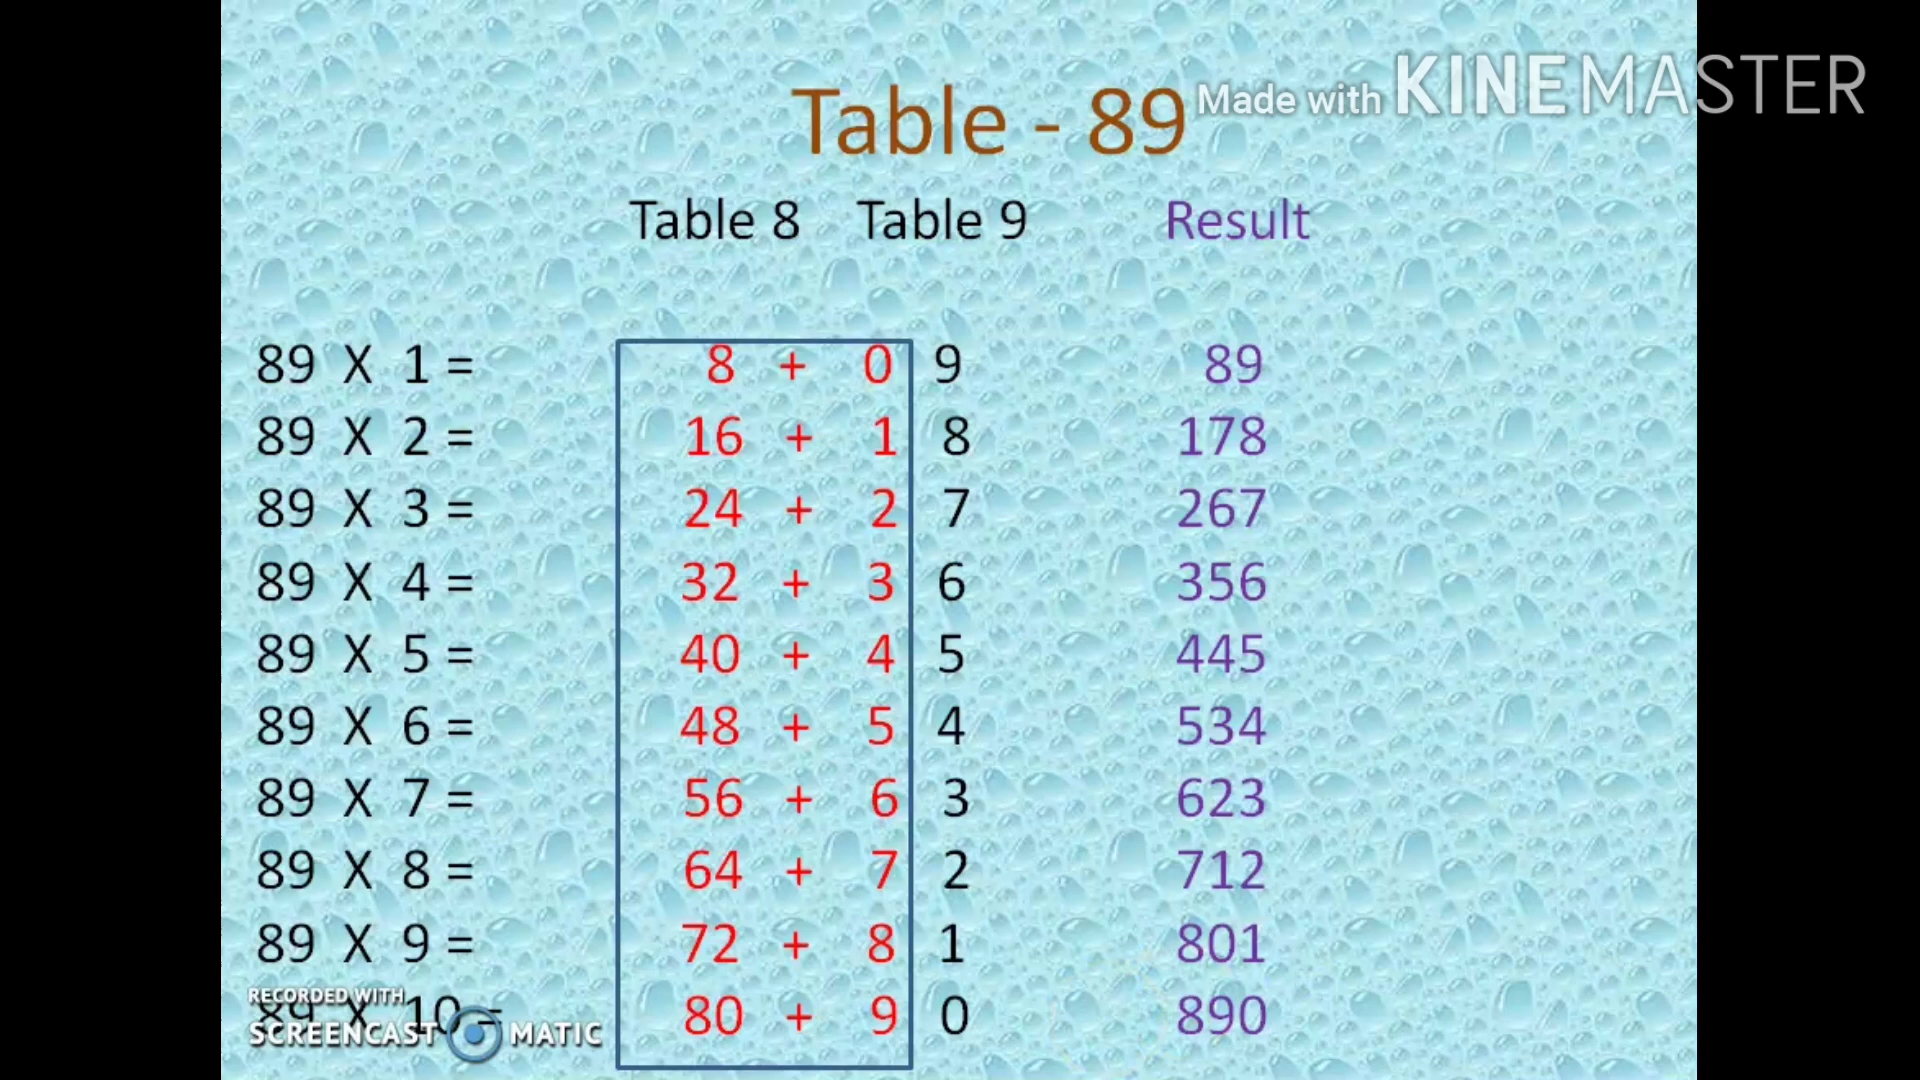 Table - 89
Made with KINEMASTER
Table 8 Table 9 Result
89 X 1 = 8 + 0 9 89
89 X 2 = 16 + 1 8 178
89 X 3 = 24 + 2 7 267
89 X 4 = 32 + 3 6 356
89 X 5 = 40 + 4 5 445
89 X 6 = 48 + 5 4 534
89 X 7 = 56 + 6 3 623
89 X 8 = 64 + 7 2 712
89 X 9 = 72 + 8 1 801
89 X 10 = 80 + 9 0 890
RECORDED WITH
SCREENCAST MATIC